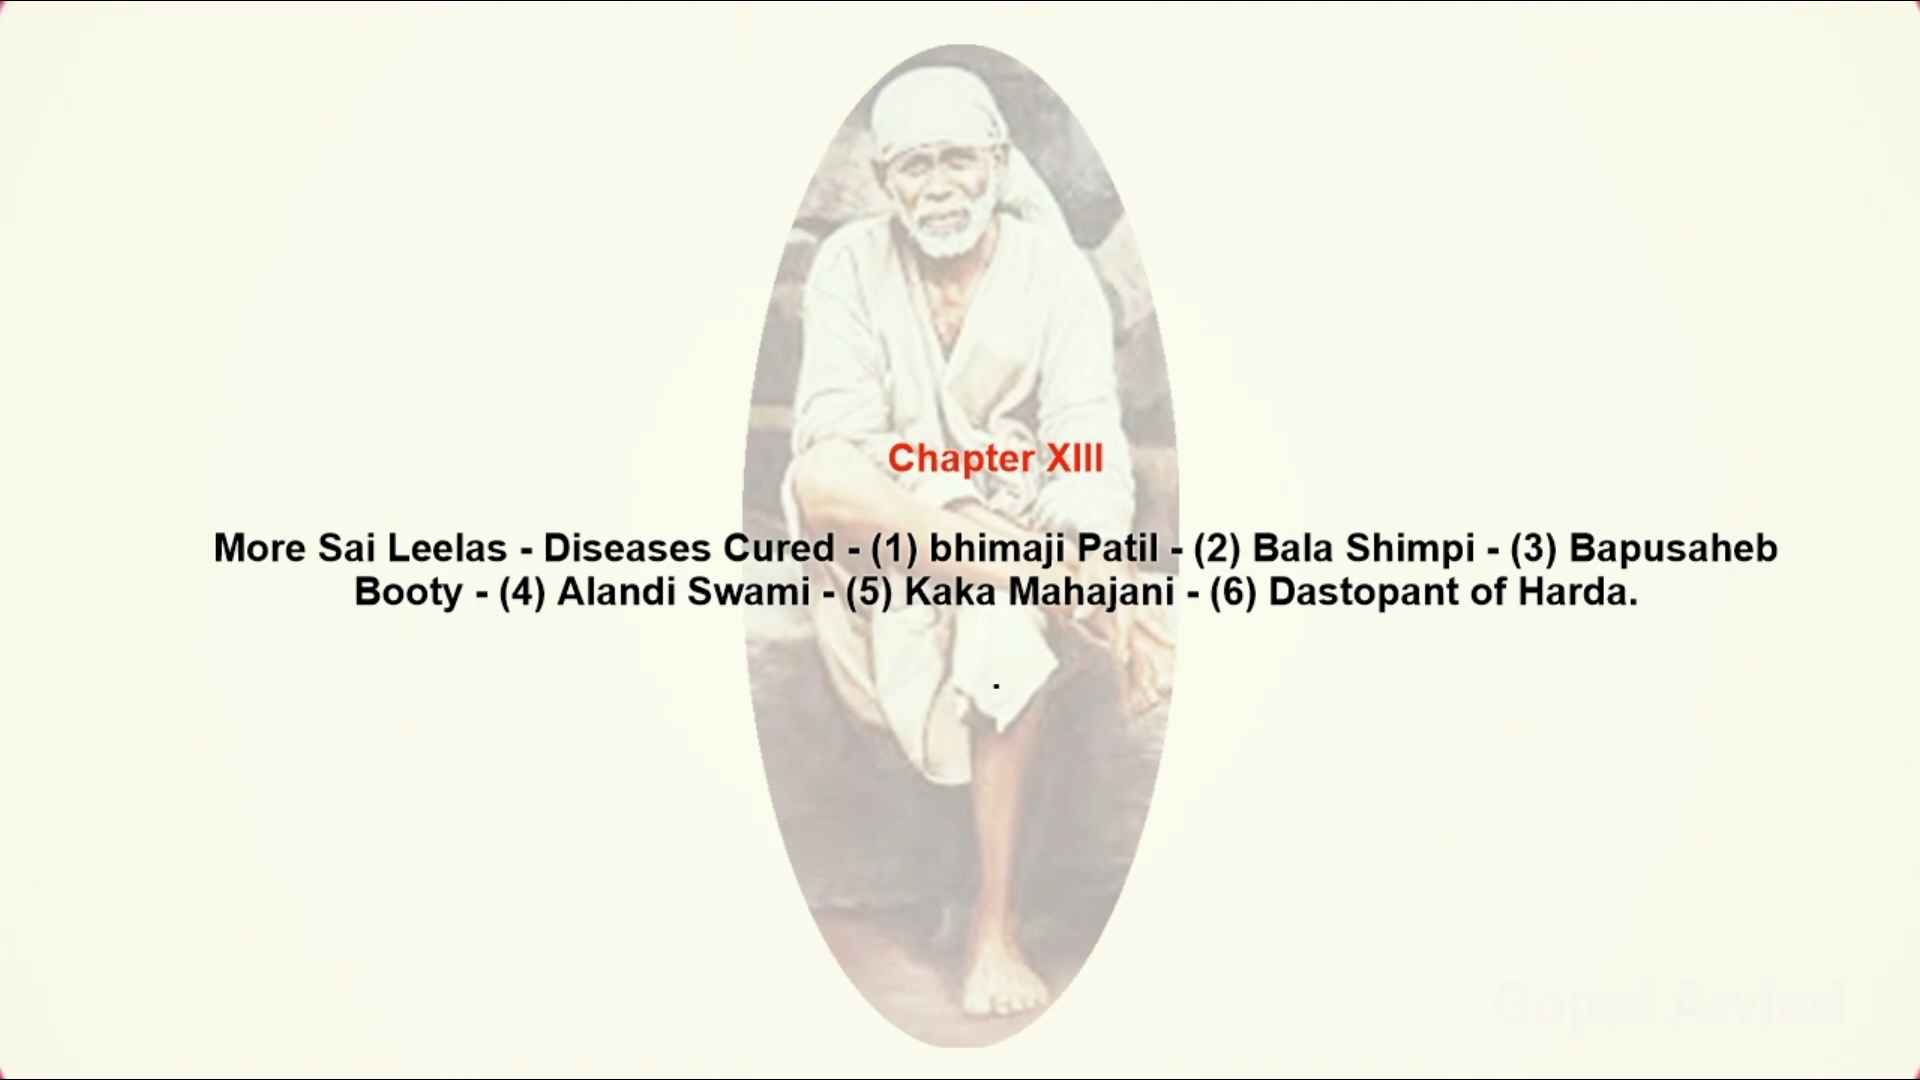 Chapter XIII
More Sai Leelas - Diseases Cured - (1) bhimaji Patil - (2) Bala Shimpi - (3) Bapusaheb
Booty - (4) Alandi Swami - (5) Kaka Mahajani - (6) Dastopant of Harda.
.
Gopal Arvind